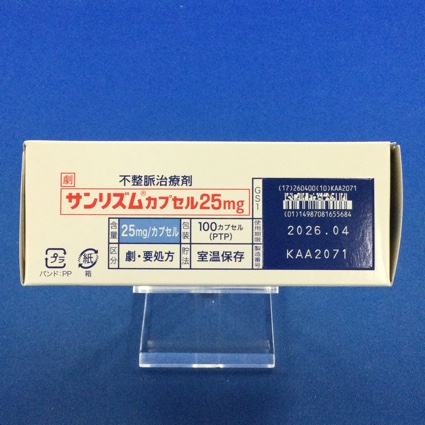 劇
不整脈治療剤
サンリズム®カプセル25mg
含量 25mg/カプセル 包装 100カプセル(PTP)
区分 劇・要処方 貯法 室温保存
プラ
バンド:PP
紙
箱
GS1
(17)260400(10)KAA2071
(01)14987081655684
使用期限 2026.04
製造番号 KAA2071